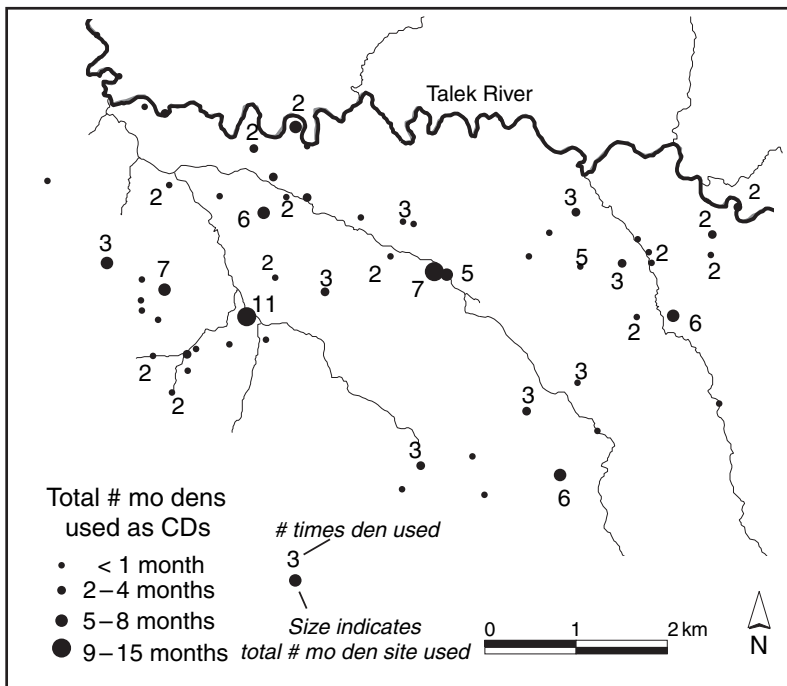 Talek River
2
2
2
2
2
6
3
3
2
2
3
7
2
3
2
7
5
5
3
2
2
11
2
6
2
2
3
3
3
6
Total # mo dens
used as CDs
< 1 month
2–4 months
5–8 months
9–15 months
# times den used
3
Size indicates
total # mo den site used
0 1 2 km
N